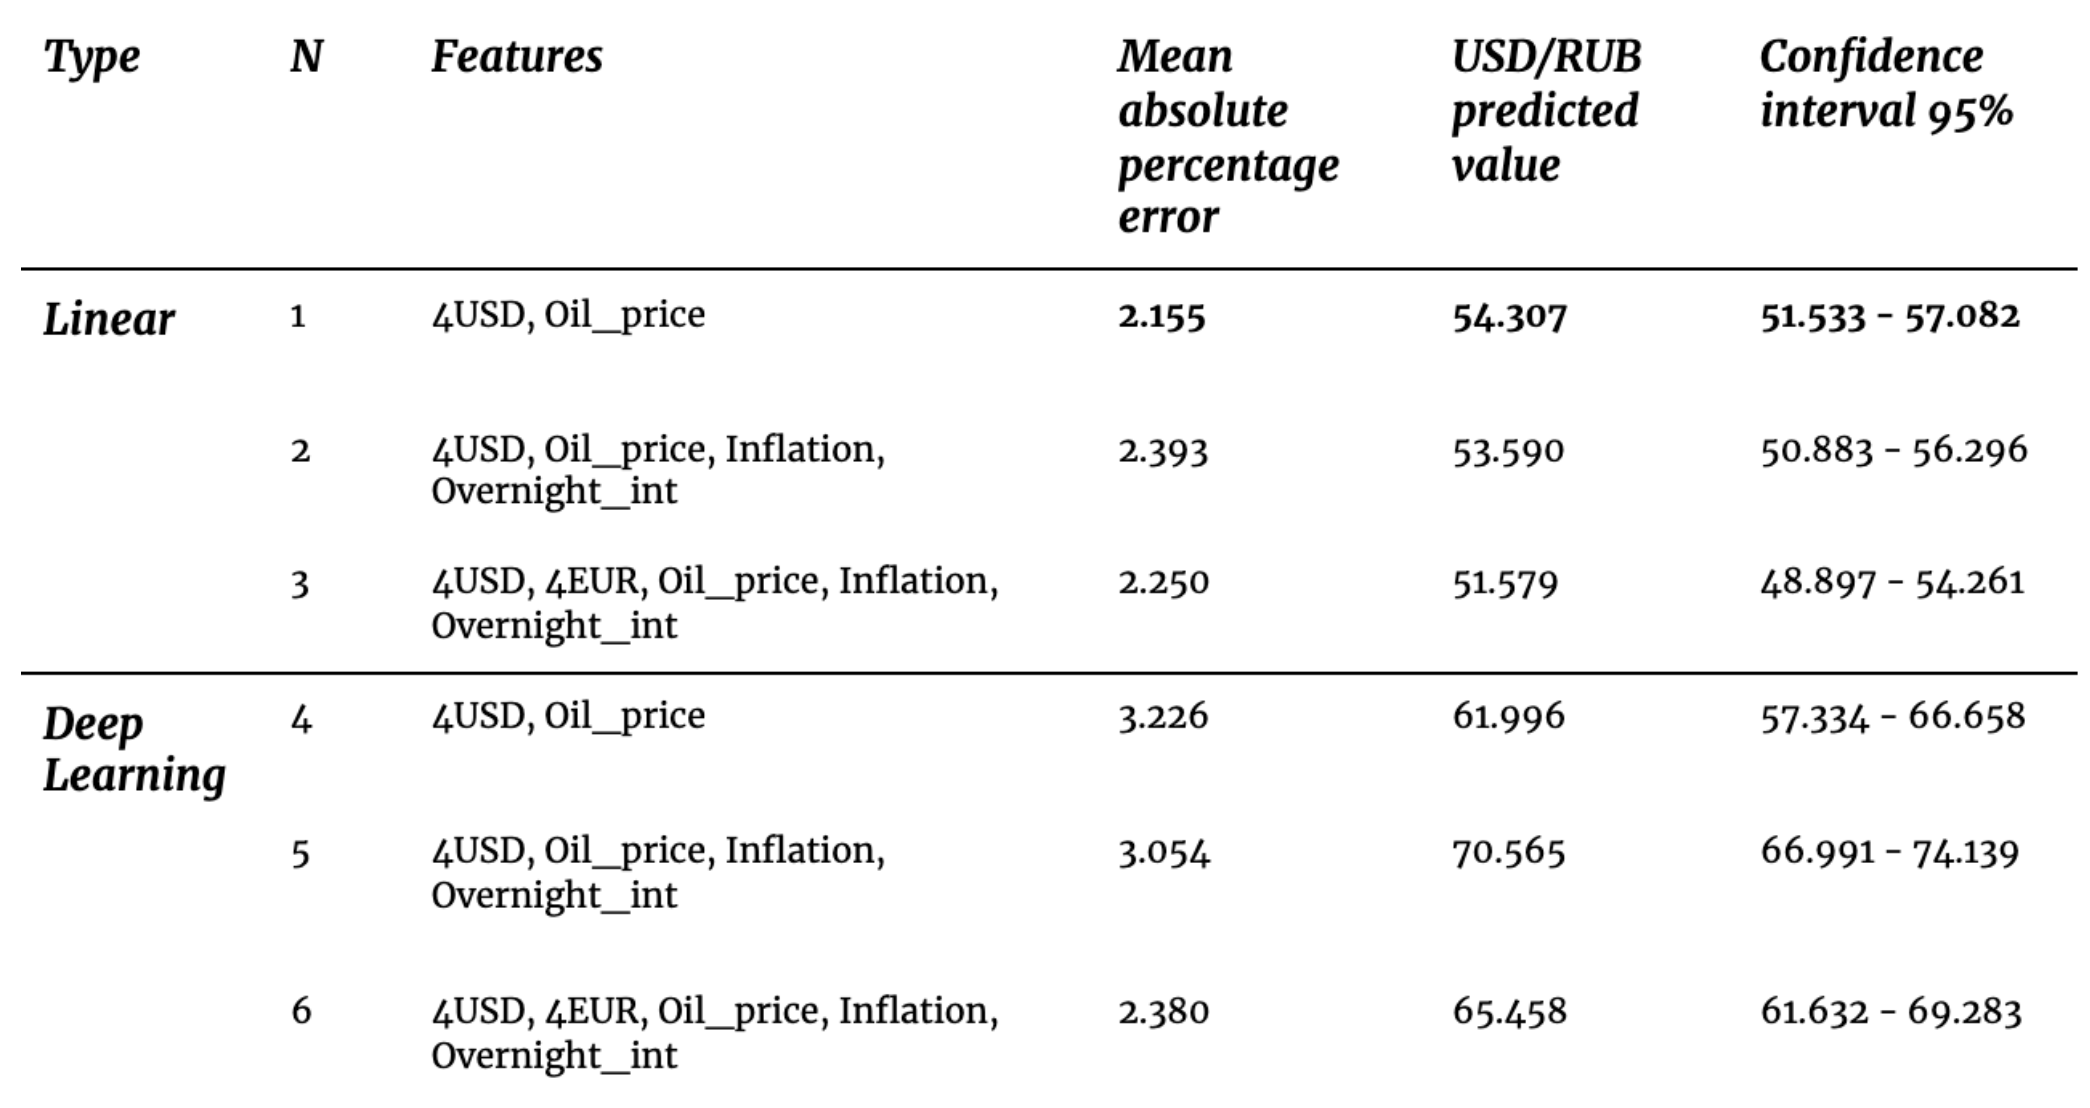 Type N Features Mean absolute percentage error USD/RUB predicted value Confidence interval 95%
Linear 1 4USD, Oil_price 2.155 54.307 51.533 - 57.082
2 4USD, Oil_price, Inflation, 2.393 53.590 50.883 - 56.296
Overnight_int
3 4USD, 4EUR, Oil_price, Inflation, 2.250 51.579 48.897 - 54.261
Overnight_int
Deep Learning 4 4USD, Oil_price 3.226 61.996 57.334 - 66.658
5 4USD, Oil_price, Inflation, 3.054 70.565 66.991 - 74.139
Overnight_int
6 4USD, 4EUR, Oil_price, Inflation, 2.380 65.458 61.632 - 69.283
Overnight_int